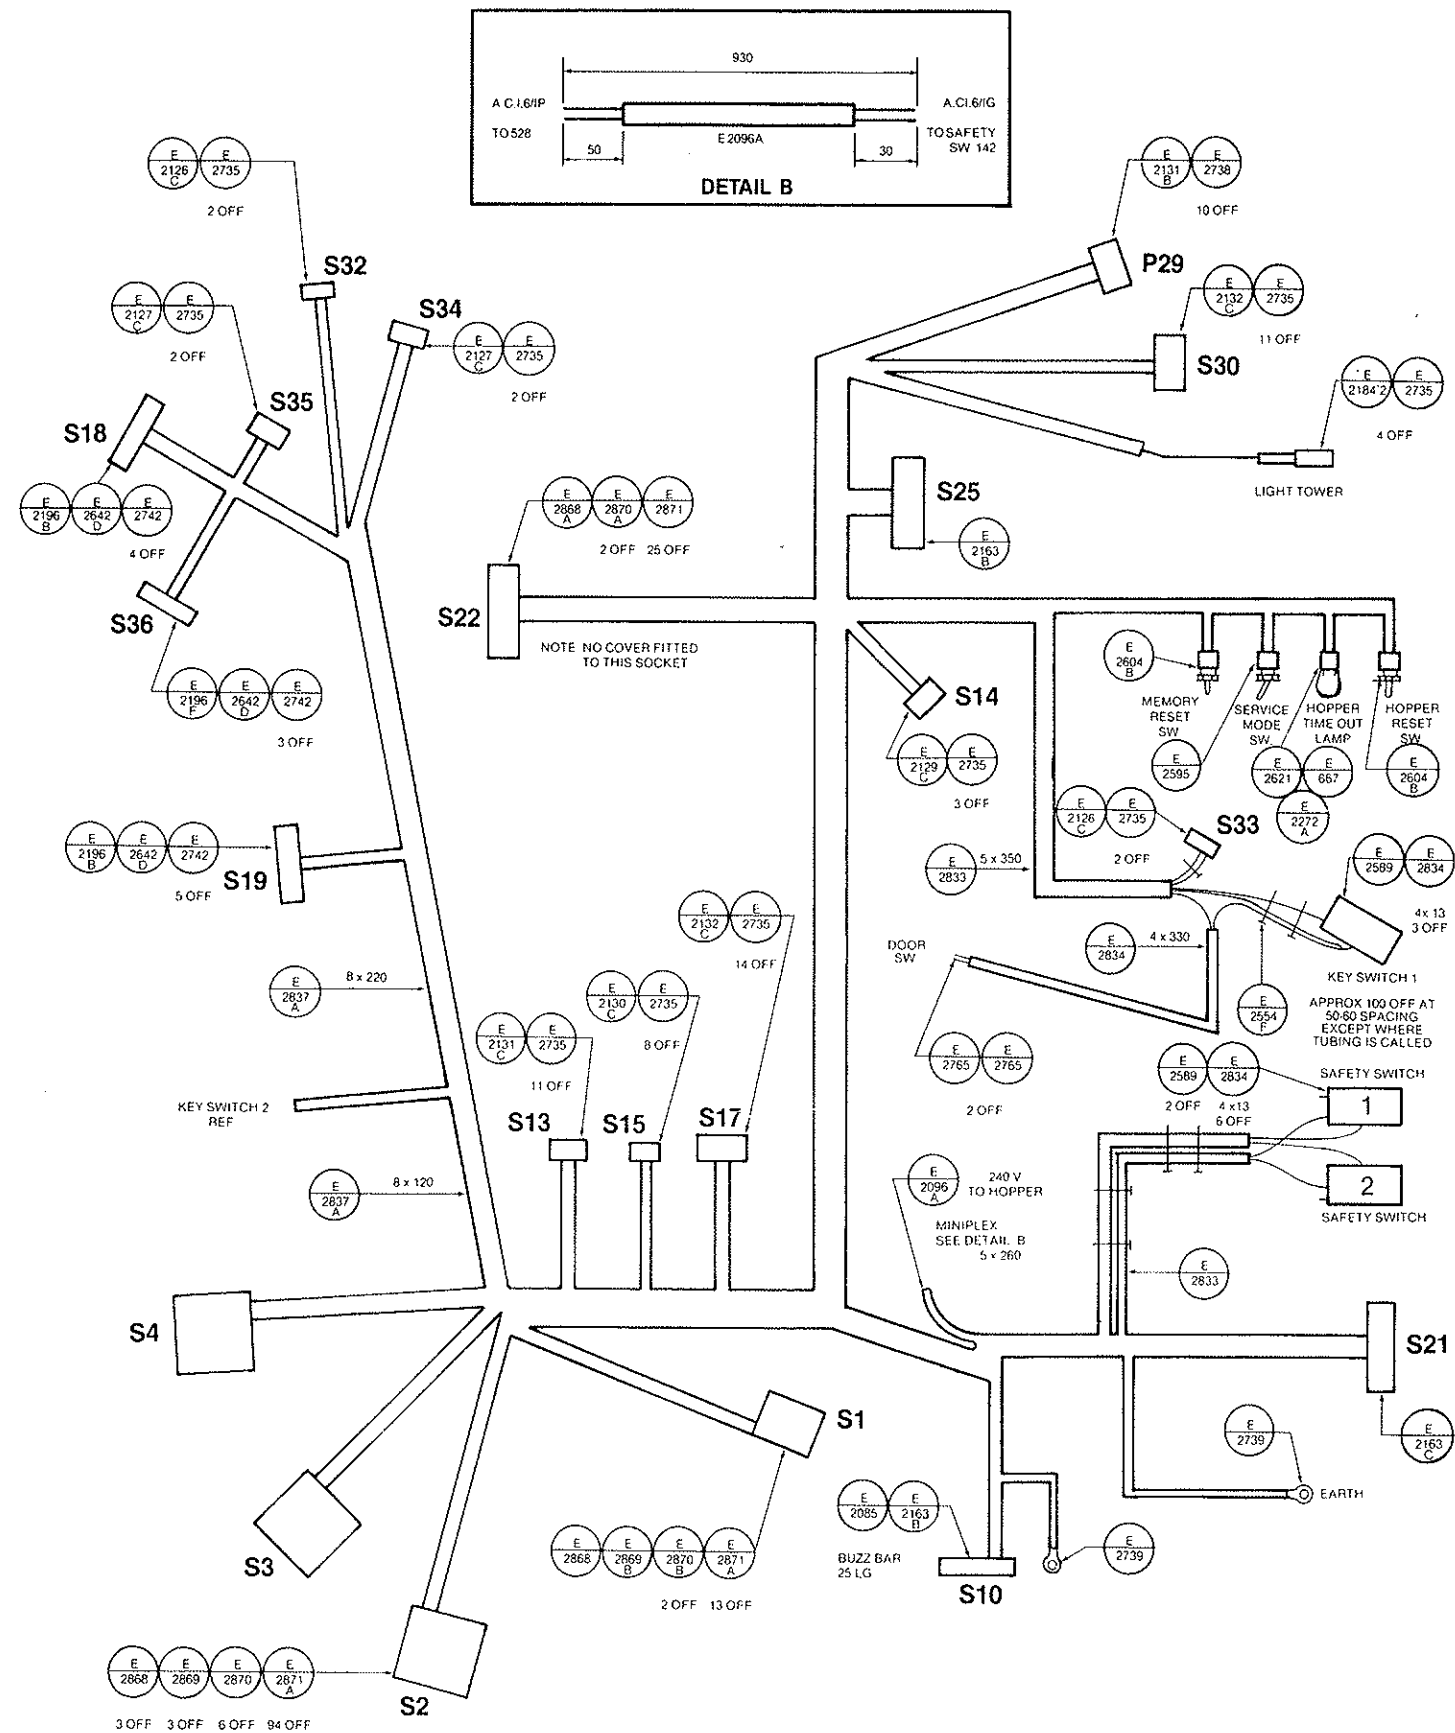 930
A.C.I.6/IP
A.CI.6/IG
TO 528
E2096A
TO SAFETY
SW 142
50
30
DETAIL B
E
2126
C
E
2735
2 OFF
S32
E
2131
B
E
2738
10 OFF
P29
E
2127
C
E
2735
2 OFF
S35
S34
E
2127
C
E
2735
2 OFF
E
2132
C
E
2735
11 OFF
S30
E
2184'2
E
2735
4 OFF
LIGHT TOWER
S18
E
2196
B
E
2642
D
E
2742
4 OFF
S36
E
2196
F
E
2642
D
E
2742
3 OFF
E
2868
A
E
2870
A
E
2871
2 OFF 25 OFF
S22
NOTE NO COVER FITTED
TO THIS SOCKET
S25
E
2163
B
S14
E
2129
C
E
2735
3 OFF
E
2604
B
MEMORY
RESET
SW
SERVICE
MODE
SW.
HOPPER
TIME OUT
LAMP
HOPPER
RESET
SW
E
2595
E
2621
E
667
E
2272
A
E
2604
B
E
2126
C
E
2735
2 OFF
S33
E
2833
5 x 350
E
2589
E
2834
4x 13
3 OFF
KEY SWITCH 1
E
2834
4 x 330
DOOR
SW
E
2765
E
2765
2 OFF
E
2554
F
APPROX 100 OFF AT
50-60 SPACING
EXCEPT WHERE
TUBING IS CALLED
E
2196
B
E
2642
D
E
2742
5 OFF
S19
E
2837
A
8 x 220
KEY SWITCH 2
REF
E
2837
A
8 x 120
E
2131
C
E
2735
11 OFF
S13
E
2130
C
E
2735
8 OFF
S15
E
2132
C
E
2735
14 OFF
S17
E
2589
E
2834
2 OFF
4 x13
6 OFF
SAFETY SWITCH
1
2
SAFETY SWITCH
E
2096
A
240 V
TO HOPPER
MINIPLEX
SEE DETAIL B
5 x 260
E
2833
S4
S3
S2
S1
S21
E
2163
C
E
2739
EARTH
E
2085
E
2163
B
BUZZ BAR
25 LG
S10
E
2739
E
2868
E
2869
B
E
2870
B
E
2871
A
2 OFF 13 OFF
E
2868
E
2869
E
2870
E
2871
A
3 OFF 3 OFF 6 OFF 94 OFF